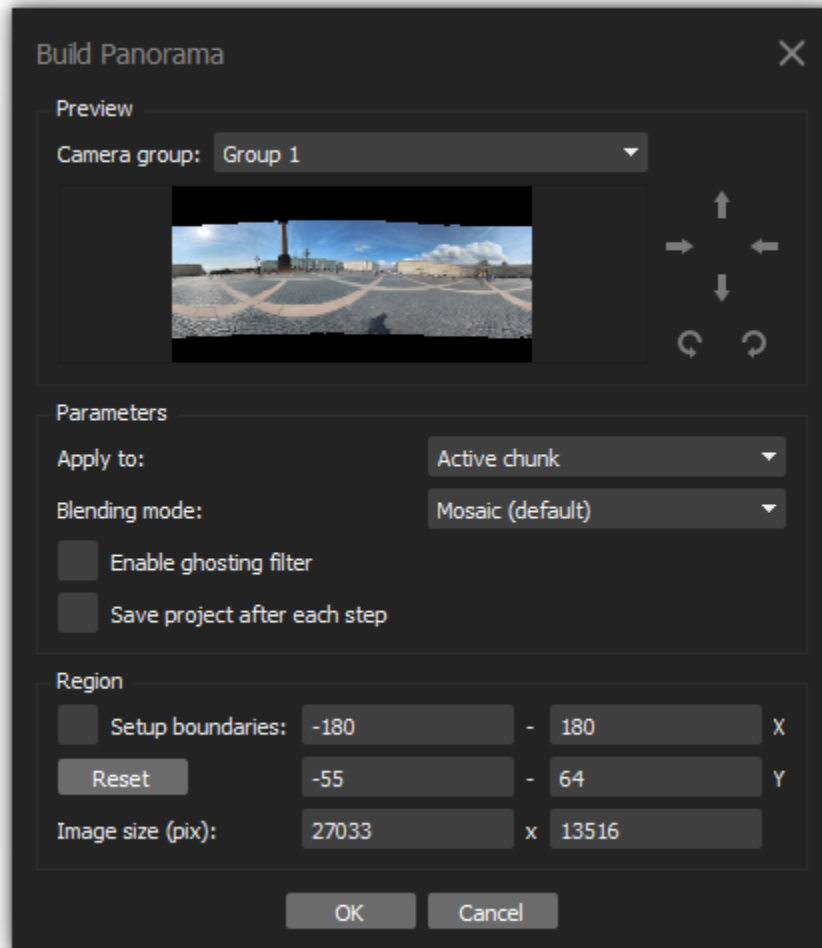 Build Panorama
Preview
Camera group: Group 1
Parameters
Apply to: Active chunk
Blending mode: Mosaic (default)
Enable ghosting filter
Save project after each step
Region
Setup boundaries: -180 - 180 X
Reset -55 - 64 Y
Image size (pix): 27033 x 13516
OK Cancel